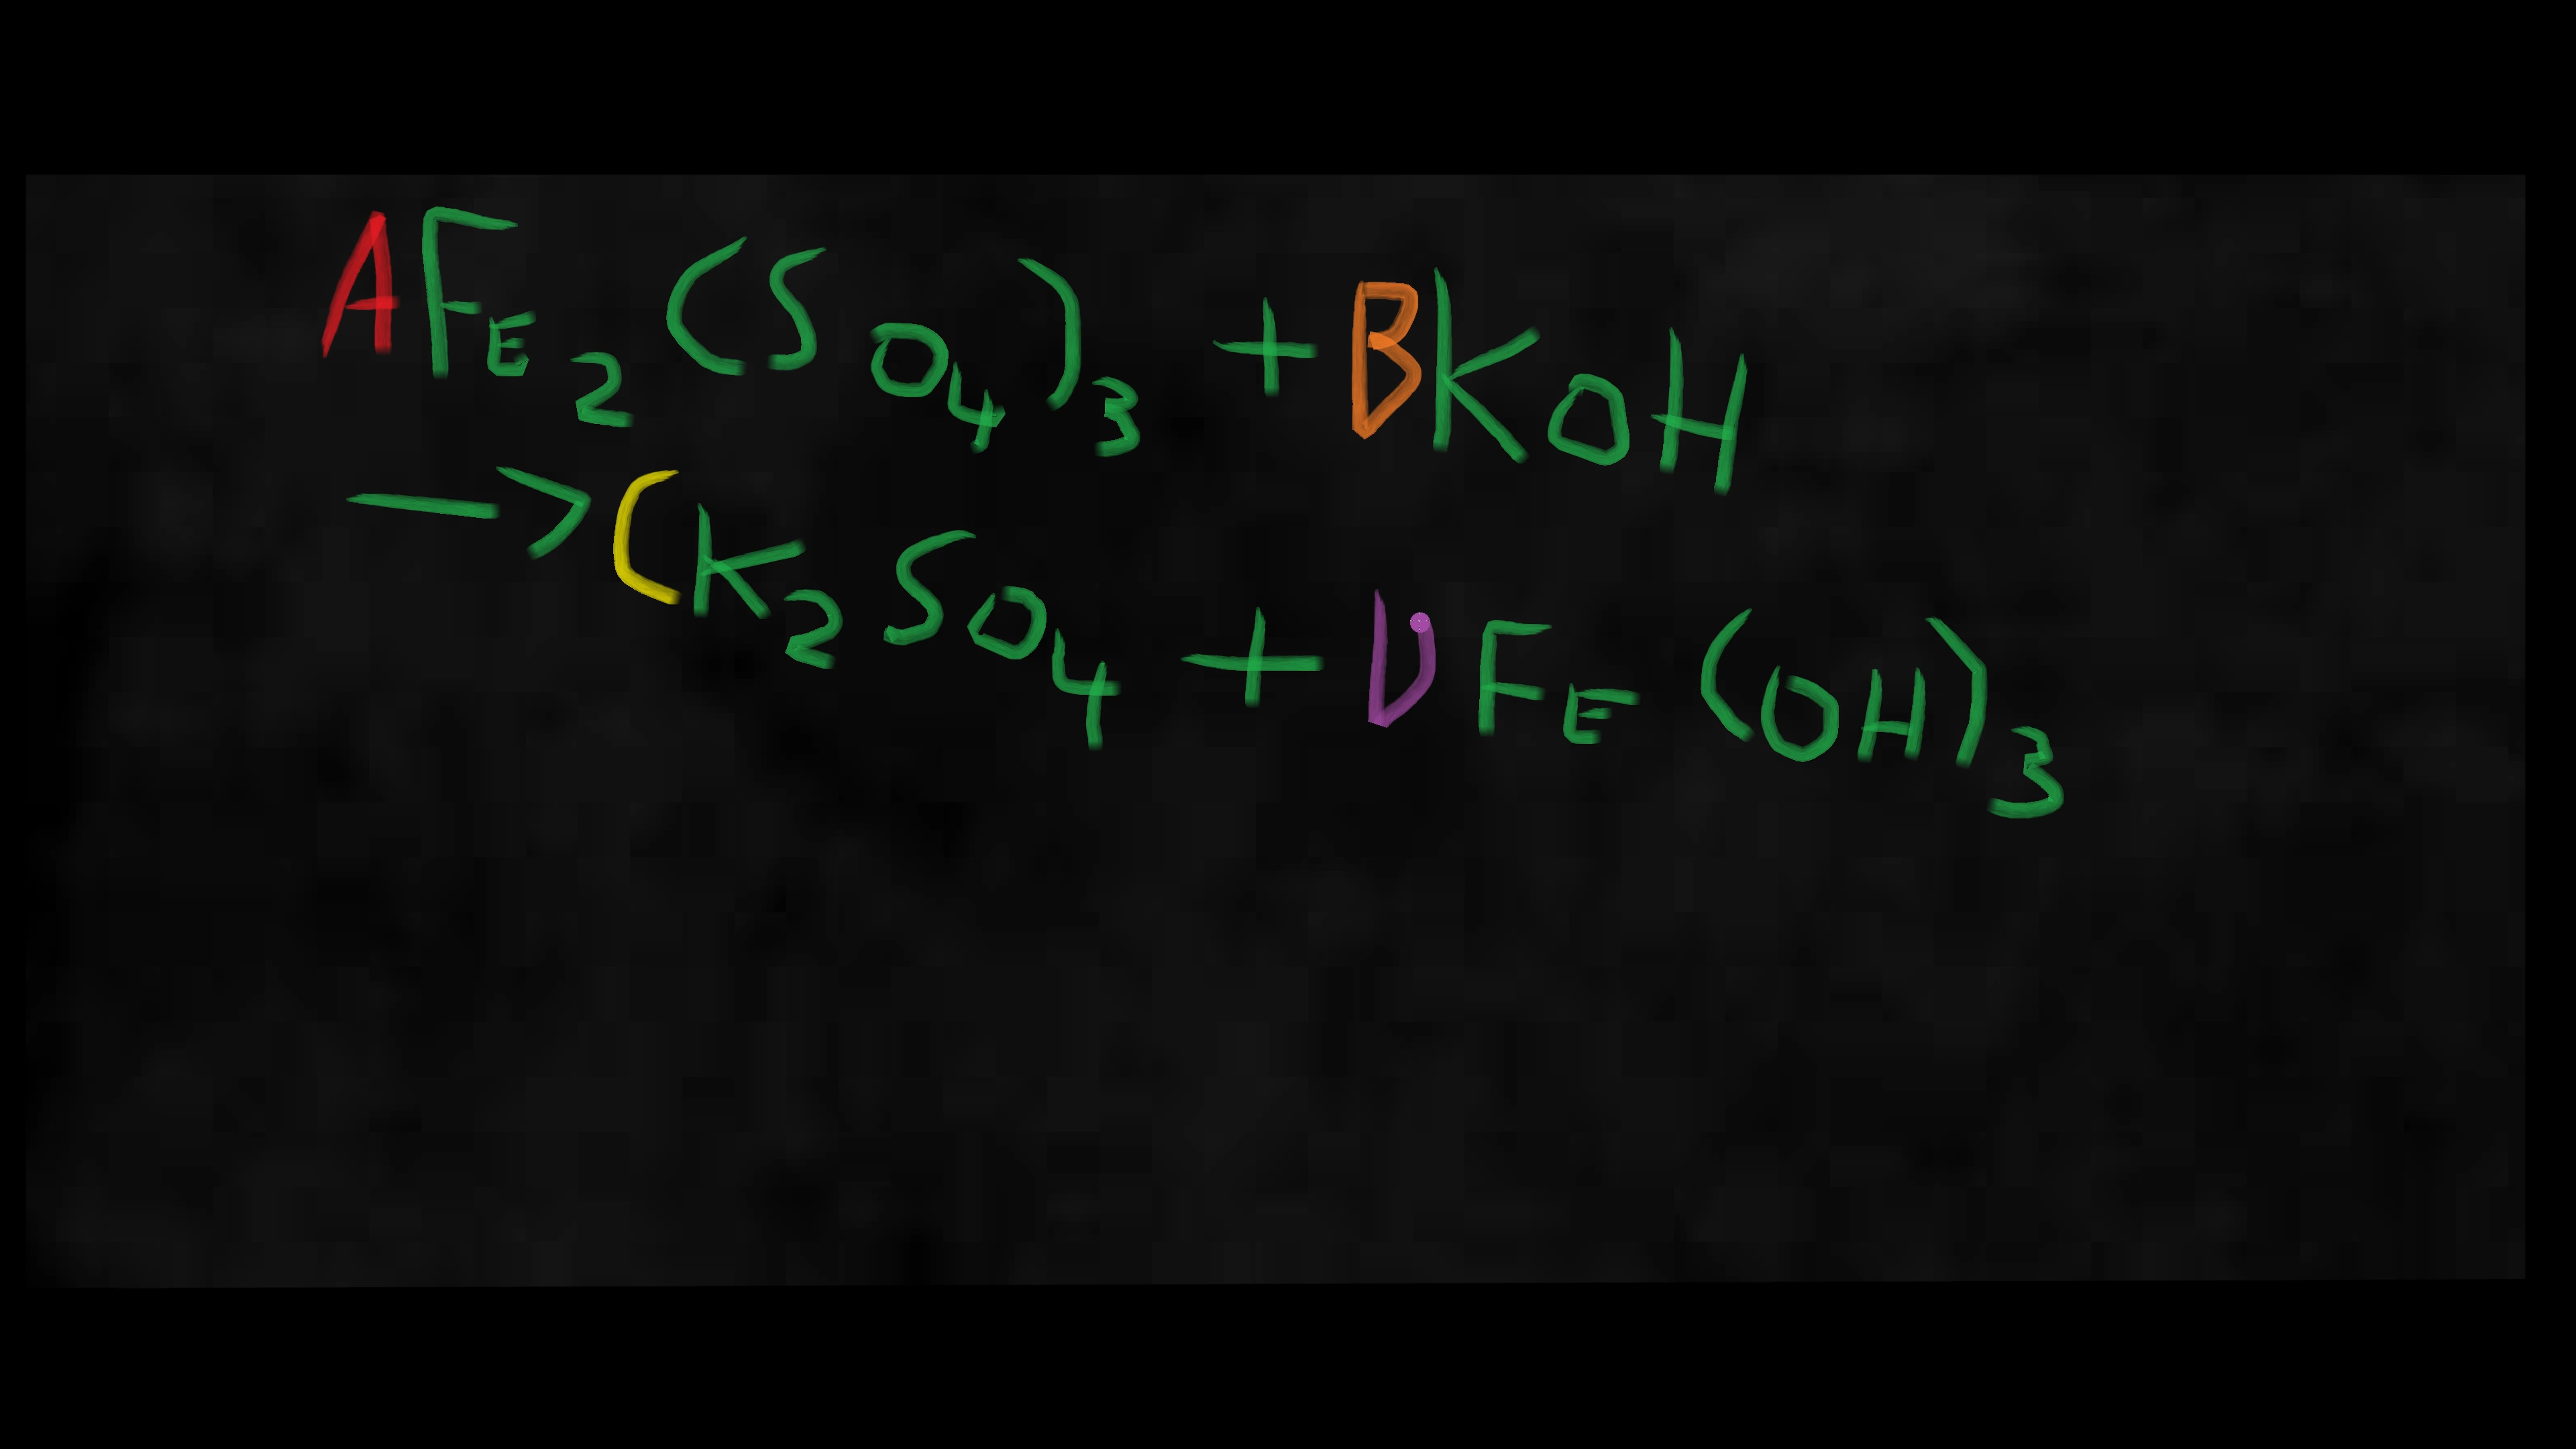 AFE₂(SO₄)₃ + BKOH
→ CK₂SO₄ + DFE(OH)₃